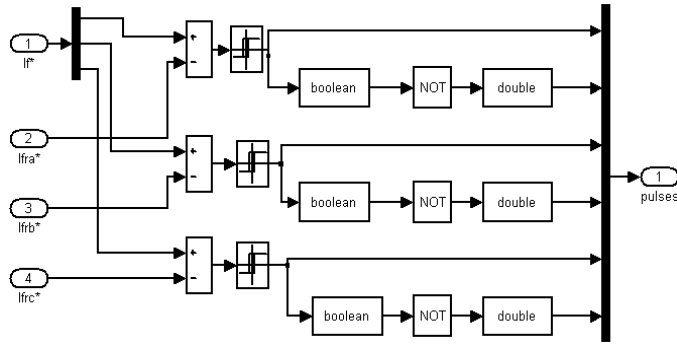 1
If*
+
-
boolean
NOT
double
2
Ifra*
+
-
boolean
NOT
double
1
pulses
3
Ifrb*
+
-
4
Ifrc*
boolean
NOT
double